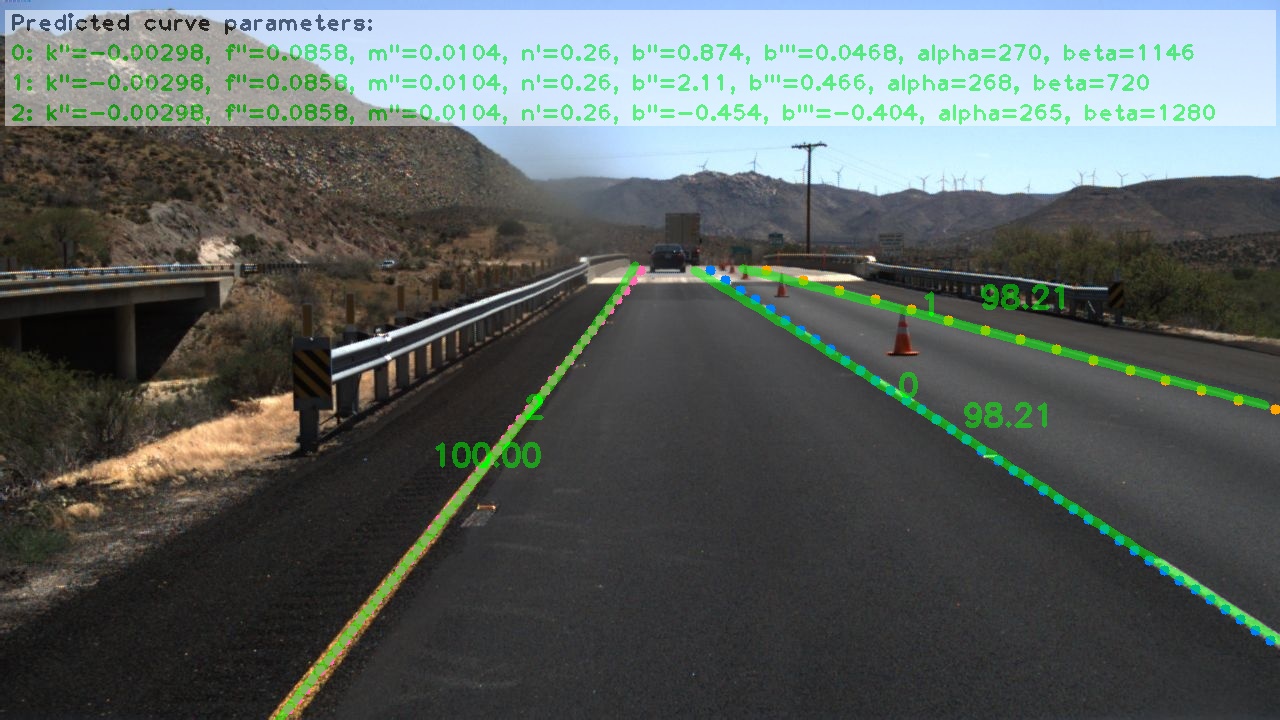 Predicted curve parameters:
0: k''=-0.00298, f''=0.0858, m''=0.0104, n'=0.26, b''=0.874, b'''=0.0468, alpha=270, beta=1146
1: k''=-0.00298, f''=0.0858, m''=0.0104, n'=0.26, b''=2.11, b'''=0.466, alpha=268, beta=720
2: k''=-0.00298, f''=0.0858, m''=0.0104, n'=0.26, b''=-0.454, b'''=-0.404, alpha=265, beta=1280
1 98.21
0 98.21
2
100.00